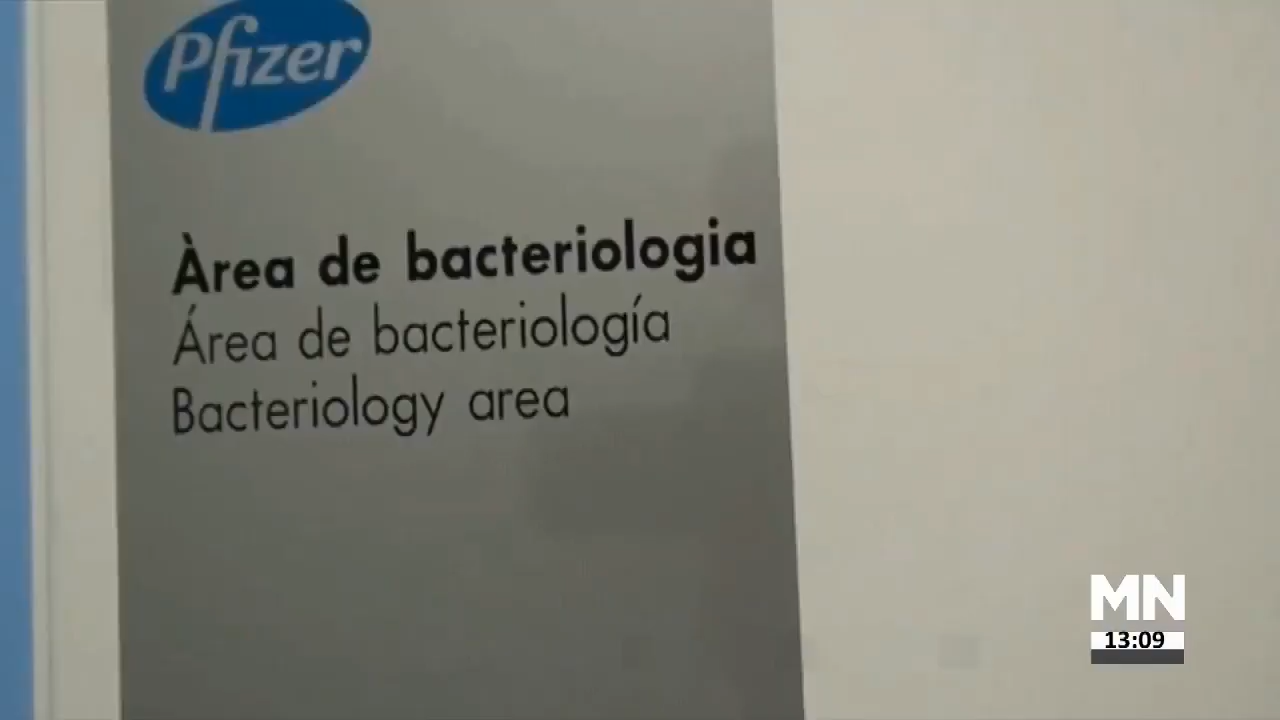 Pfizer
Àrea de bacteriologia
Área de bacteriología
Bacteriology area
MN
13:09